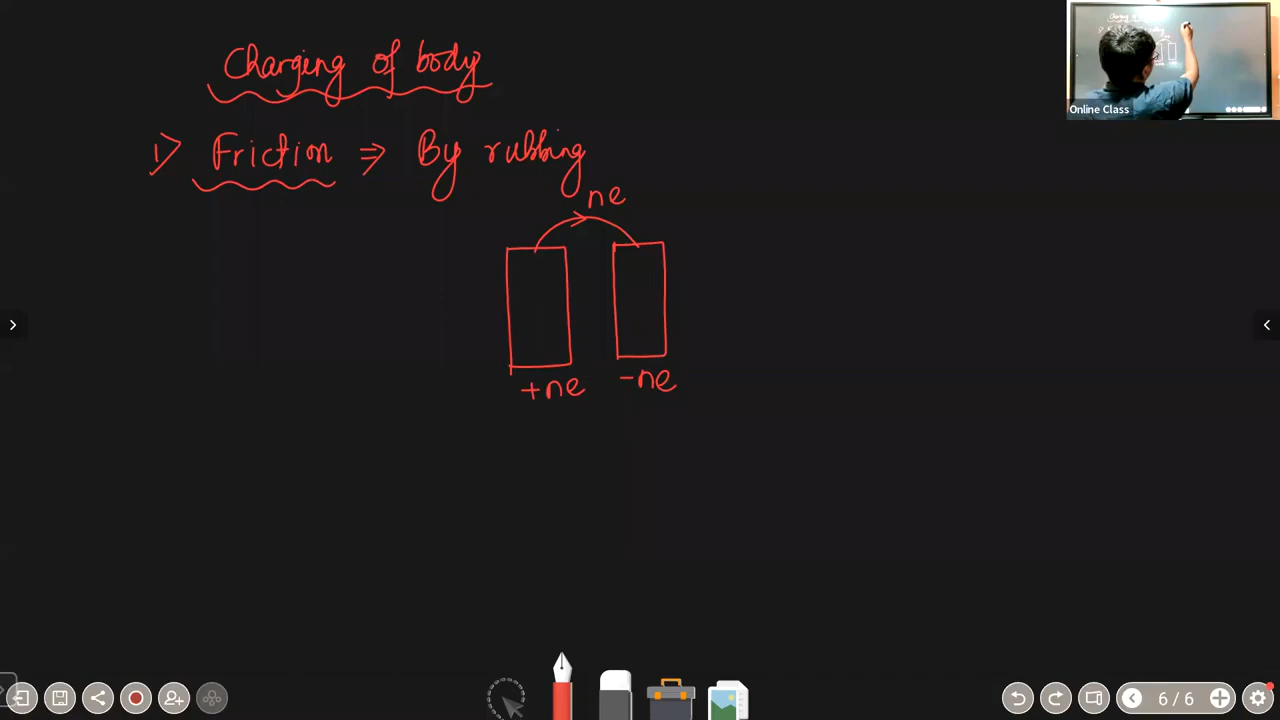 Charging of body
1) Friction ⇒ By rubbing
ne
+ne -ne
Online Class
6/6